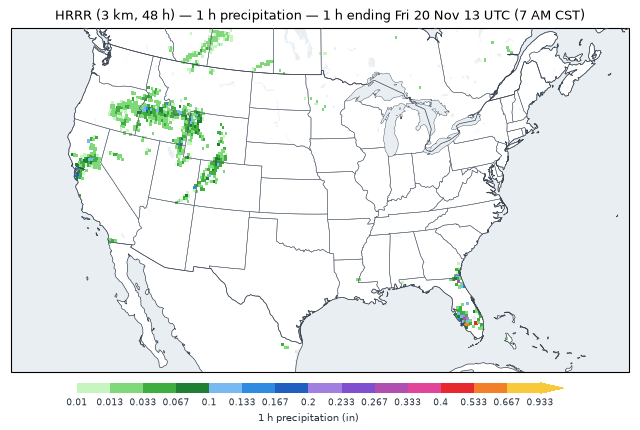 HRRR (3 km, 48 h) — 1 h precipitation — 1 h ending Fri 20 Nov 13 UTC (7 AM CST)
0.01 0.013 0.033 0.067 0.1 0.133 0.167 0.2 0.233 0.267 0.333 0.4 0.533 0.667 0.933
1 h precipitation (in)